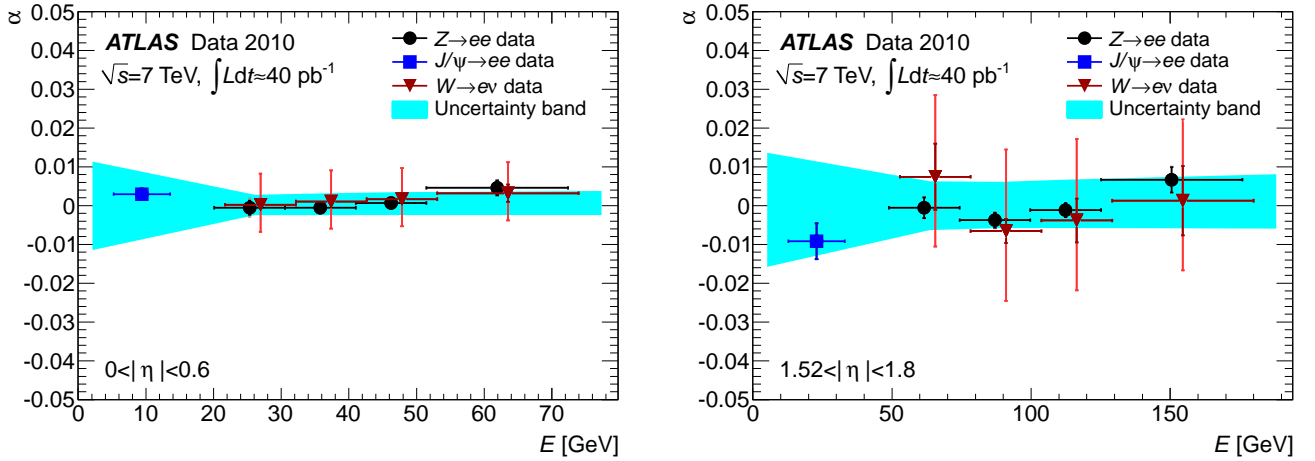 α
0.05
0.04
0.03
0.02
0.01
0
-0.01
-0.02
-0.03
-0.04
-0.05
ATLAS Data 2010
√s=7 TeV, ∫Ldt≈40 pb⁻¹
Z→ee data
J/ψ→ee data
W→eν data
Uncertainty band
0<| η |<0.6
0 10 20 30 40 50 60 70
E [GeV]
α
0.05
0.04
0.03
0.02
0.01
0
-0.01
-0.02
-0.03
-0.04
-0.05
ATLAS Data 2010
√s=7 TeV, ∫Ldt≈40 pb⁻¹
Z→ee data
J/ψ→ee data
W→eν data
Uncertainty band
1.52<| η |<1.8
0 50 100 150
E [GeV]